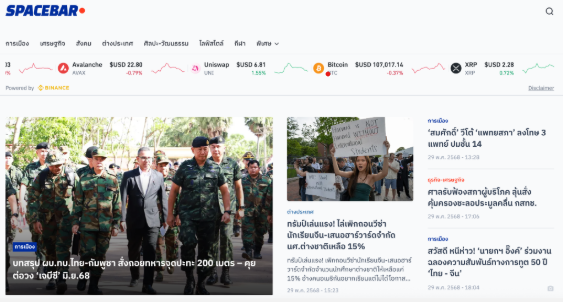 SPACEBAR
การเมือง เศรษฐกิจ สังคม ต่างประเทศ ศิลปะ-วัฒนธรรม ไลฟ์สไตล์ กีฬา พิเศษ
Avalanche $USD 22.80
AVAX -0.79%
Uniswap $USD 6.81
UNI 1.55%
Bitcoin $USD 107,017.14
BTC -0.37%
XRP $USD 2.28
XRP 0.72%
Powered by BINANCE
Disclaimer
การเมือง
บทสรุป ผบ.ทบ.ไทย-กัมพูชา สั่งถอยทหารจุดปะทะ 200 เมตร – คุย
ต่อวง 'เจบีซี' มิ.ย.68
STUDENTS
ต่างประเทศ
ทรัมป์เล่นแรง! ไล่เพิกถอนวีซ่า
นักเรียนจีน-เสนอฮาร์วาร์ดจำกัด
นศ.ต่างชาติเหลือ 15%
ทรัมป์เล่นแรง! ไล่เพิกถอนวีซ่านักเรียนจีน-เสนอฮาร์
วาร์ดจำกัดจำนวนนักศึกษาต่างชาติให้เหลือแค่
29 พ.ค. 2568 - 15:33
การเมือง
'สมศักดิ์' วีโต้ 'แพทยสภา' ลงโทษ 3
แพทย์ ปมชั้น 14
29 พ.ค. 2568 - 13:20
ธุรกิจ-เศรษฐกิจ
ศาลรับฟ้องสภาผู้บริโภค ลุ้นสั่ง
คุ้มครองชะลอประมูลคลื่น กสทช.
29 พ.ค. 2568 - 17:06
การเมือง
สวัสดี หนีห่าว! 'นายกฯ อิ๊งค์' ร่วมงาน
ฉลองความสัมพันธ์ทางการทูต 50 ปี
'ไทย - จีน'
29 พ.ค. 2568 - 18:04